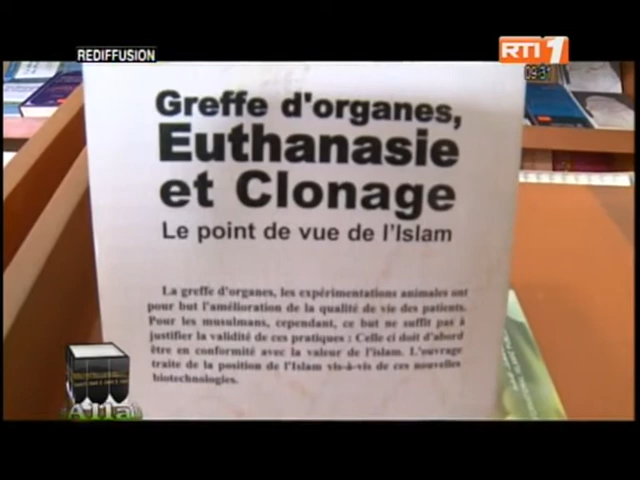 REDIFFUSION
RTI 1
09:31
Greffe d'organes,
Euthanasie
et Clonage
Le point de vue de l'Islam
La greffe d'organes, les expérimentations animales ont
pour but l'amélioration de la qualité de vie des patients.
Pour les musulmans, cependant, ce but ne suffit pas à
justifier la validité de ces pratiques : Celle ci doit d'abord
être en conformité avec la valeur de l'islam. L'ouvrage
traite de la position de l'Islam vis-à-vis de ces nouvelles
biotechnologies.